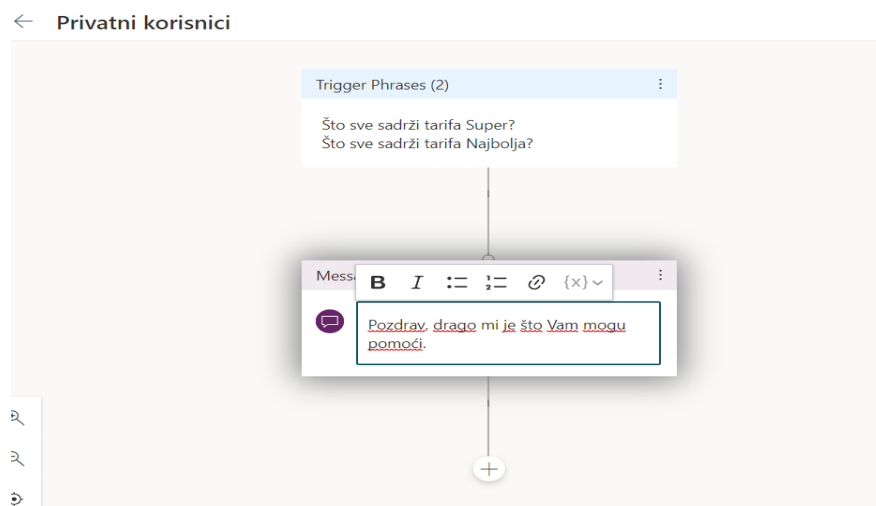 Privatni korisnici
Trigger Phrases (2)
Što sve sadrži tarifa Super?
Što sve sadrži tarifa Najbolja?
B I {x}
Pozdrav, drago mi je što Vam mogu
pomoći.